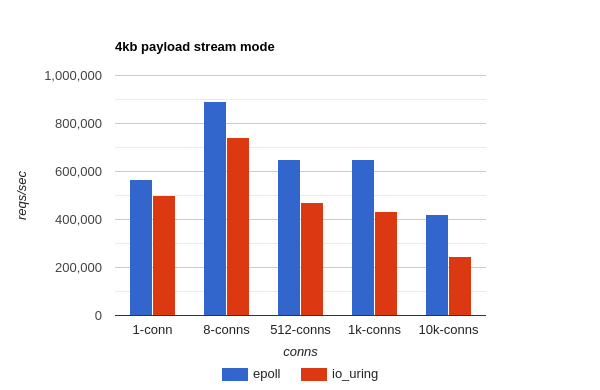 4kb payload stream mode
1,000,000
800,000
600,000
400,000
200,000
0
reqs/sec
1-conn 8-conns 512-conns 1k-conns 10k-conns
conns
epoll io_uring